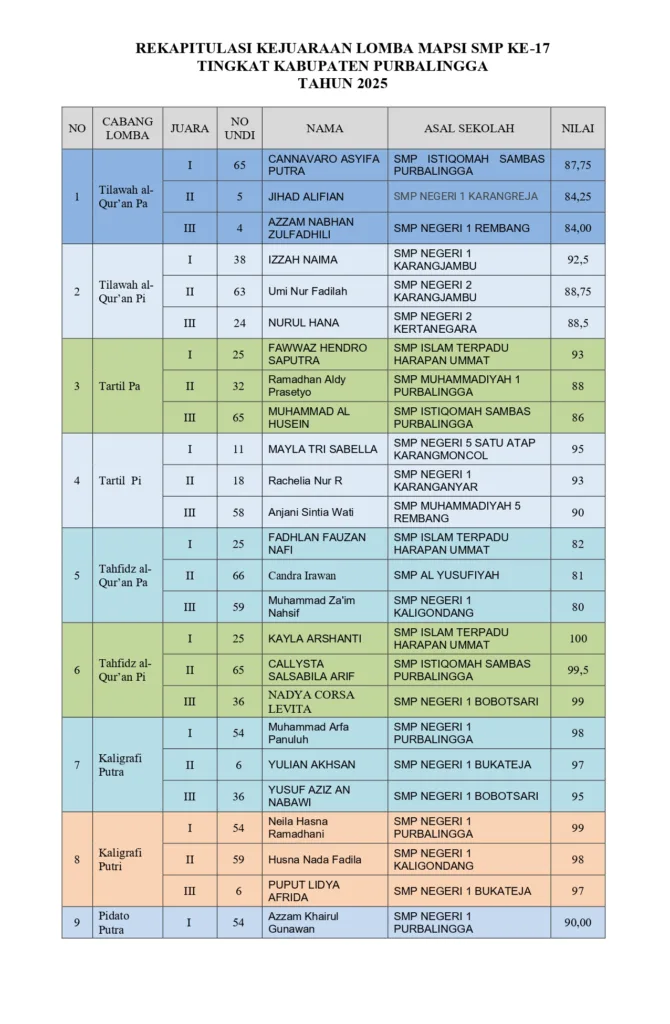 REKAPITULASI KEJUARAAN LOMBA MAPSI SMP KE-17
TINGKAT KABUPATEN PURBALINGGA
TAHUN 2025
NO CABANG LOMBA JUARA NO UNDI NAMA ASAL SEKOLAH NILAI
1 Tilawah al-Qur'an Pa I 65 CANNAVARO ASYIFA PUTRA SMP ISTIQOMAH SAMBAS PURBALINGGA 87,75
II 5 JIHAD ALIFIAN SMP NEGERI 1 KARANGREJA 84,25
III 4 AZZAM NABHAN ZULFADHILI SMP NEGERI 1 REMBANG 84,00
2 Tilawah al-Qur'an Pi I 38 IZZAH NAIMA SMP NEGERI 1 KARANGJAMBU 92,5
II 63 Umi Nur Fadilah SMP NEGERI 2 KARANGJAMBU 88,75
III 24 NURUL HANA SMP NEGERI 2 KERTANEGARA 88,5
3 Tartil Pa I 25 FAWWAZ HENDRO SAPUTRA SMP ISLAM TERPADU HARAPAN UMMAT 93
II 32 Ramadhan Aldy Prasetyo SMP MUHAMMADIYAH 1 PURBALINGGA 88
III 65 MUHAMMAD AL HUSEIN SMP ISTIQOMAH SAMBAS PURBALINGGA 86
4 Tartil Pi I 11 MAYLA TRI SABELLA SMP NEGERI 5 SATU ATAP KARANGMONCOL 95
II 18 Rachelia Nur R SMP NEGERI 1 KARANGANYAR 93
III 58 Anjani Sintia Wati SMP MUHAMMADIYAH 5 REMBANG 90
5 Tahfidz al-Qur'an Pa I 25 FADHLAN FAUZAN NAFI SMP ISLAM TERPADU HARAPAN UMMAT 82
II 66 Candra Irawan SMP AL YUSUFIYAH 81
III 59 Muhammad Za'im Nahsif SMP NEGERI 1 KALIGONDANG 80
6 Tahfidz al-Qur'an Pi I 25 KAYLA ARSHANTI SMP ISLAM TERPADU HARAPAN UMMAT 100
II 65 CALLYSTA SALSABILA ARIF SMP ISTIQOMAH SAMBAS PURBALINGGA 99,5
III 36 NADYA CORSA LEVITA SMP NEGERI 1 BOBOTSARI 99
7 Kaligrafi Putra I 54 Muhammad Arfa Panuluh SMP NEGERI 1 PURBALINGGA 98
II 6 YULIAN AKHSAN SMP NEGERI 1 BUKATEJA 97
III 36 YUSUF AZIZ AN NABAWI SMP NEGERI 1 BOBOTSARI 95
8 Kaligrafi Putri I 54 Neila Hasna Ramadhani SMP NEGERI 1 PURBALINGGA 99
II 59 Husna Nada Fadila SMP NEGERI 1 KALIGONDANG 98
III 6 PUPUT LIDYA AFRIDA SMP NEGERI 1 BUKATEJA 97
9 Pidato Putra I 54 Azzam Khairul Gunawan SMP NEGERI 1 PURBALINGGA 90,00